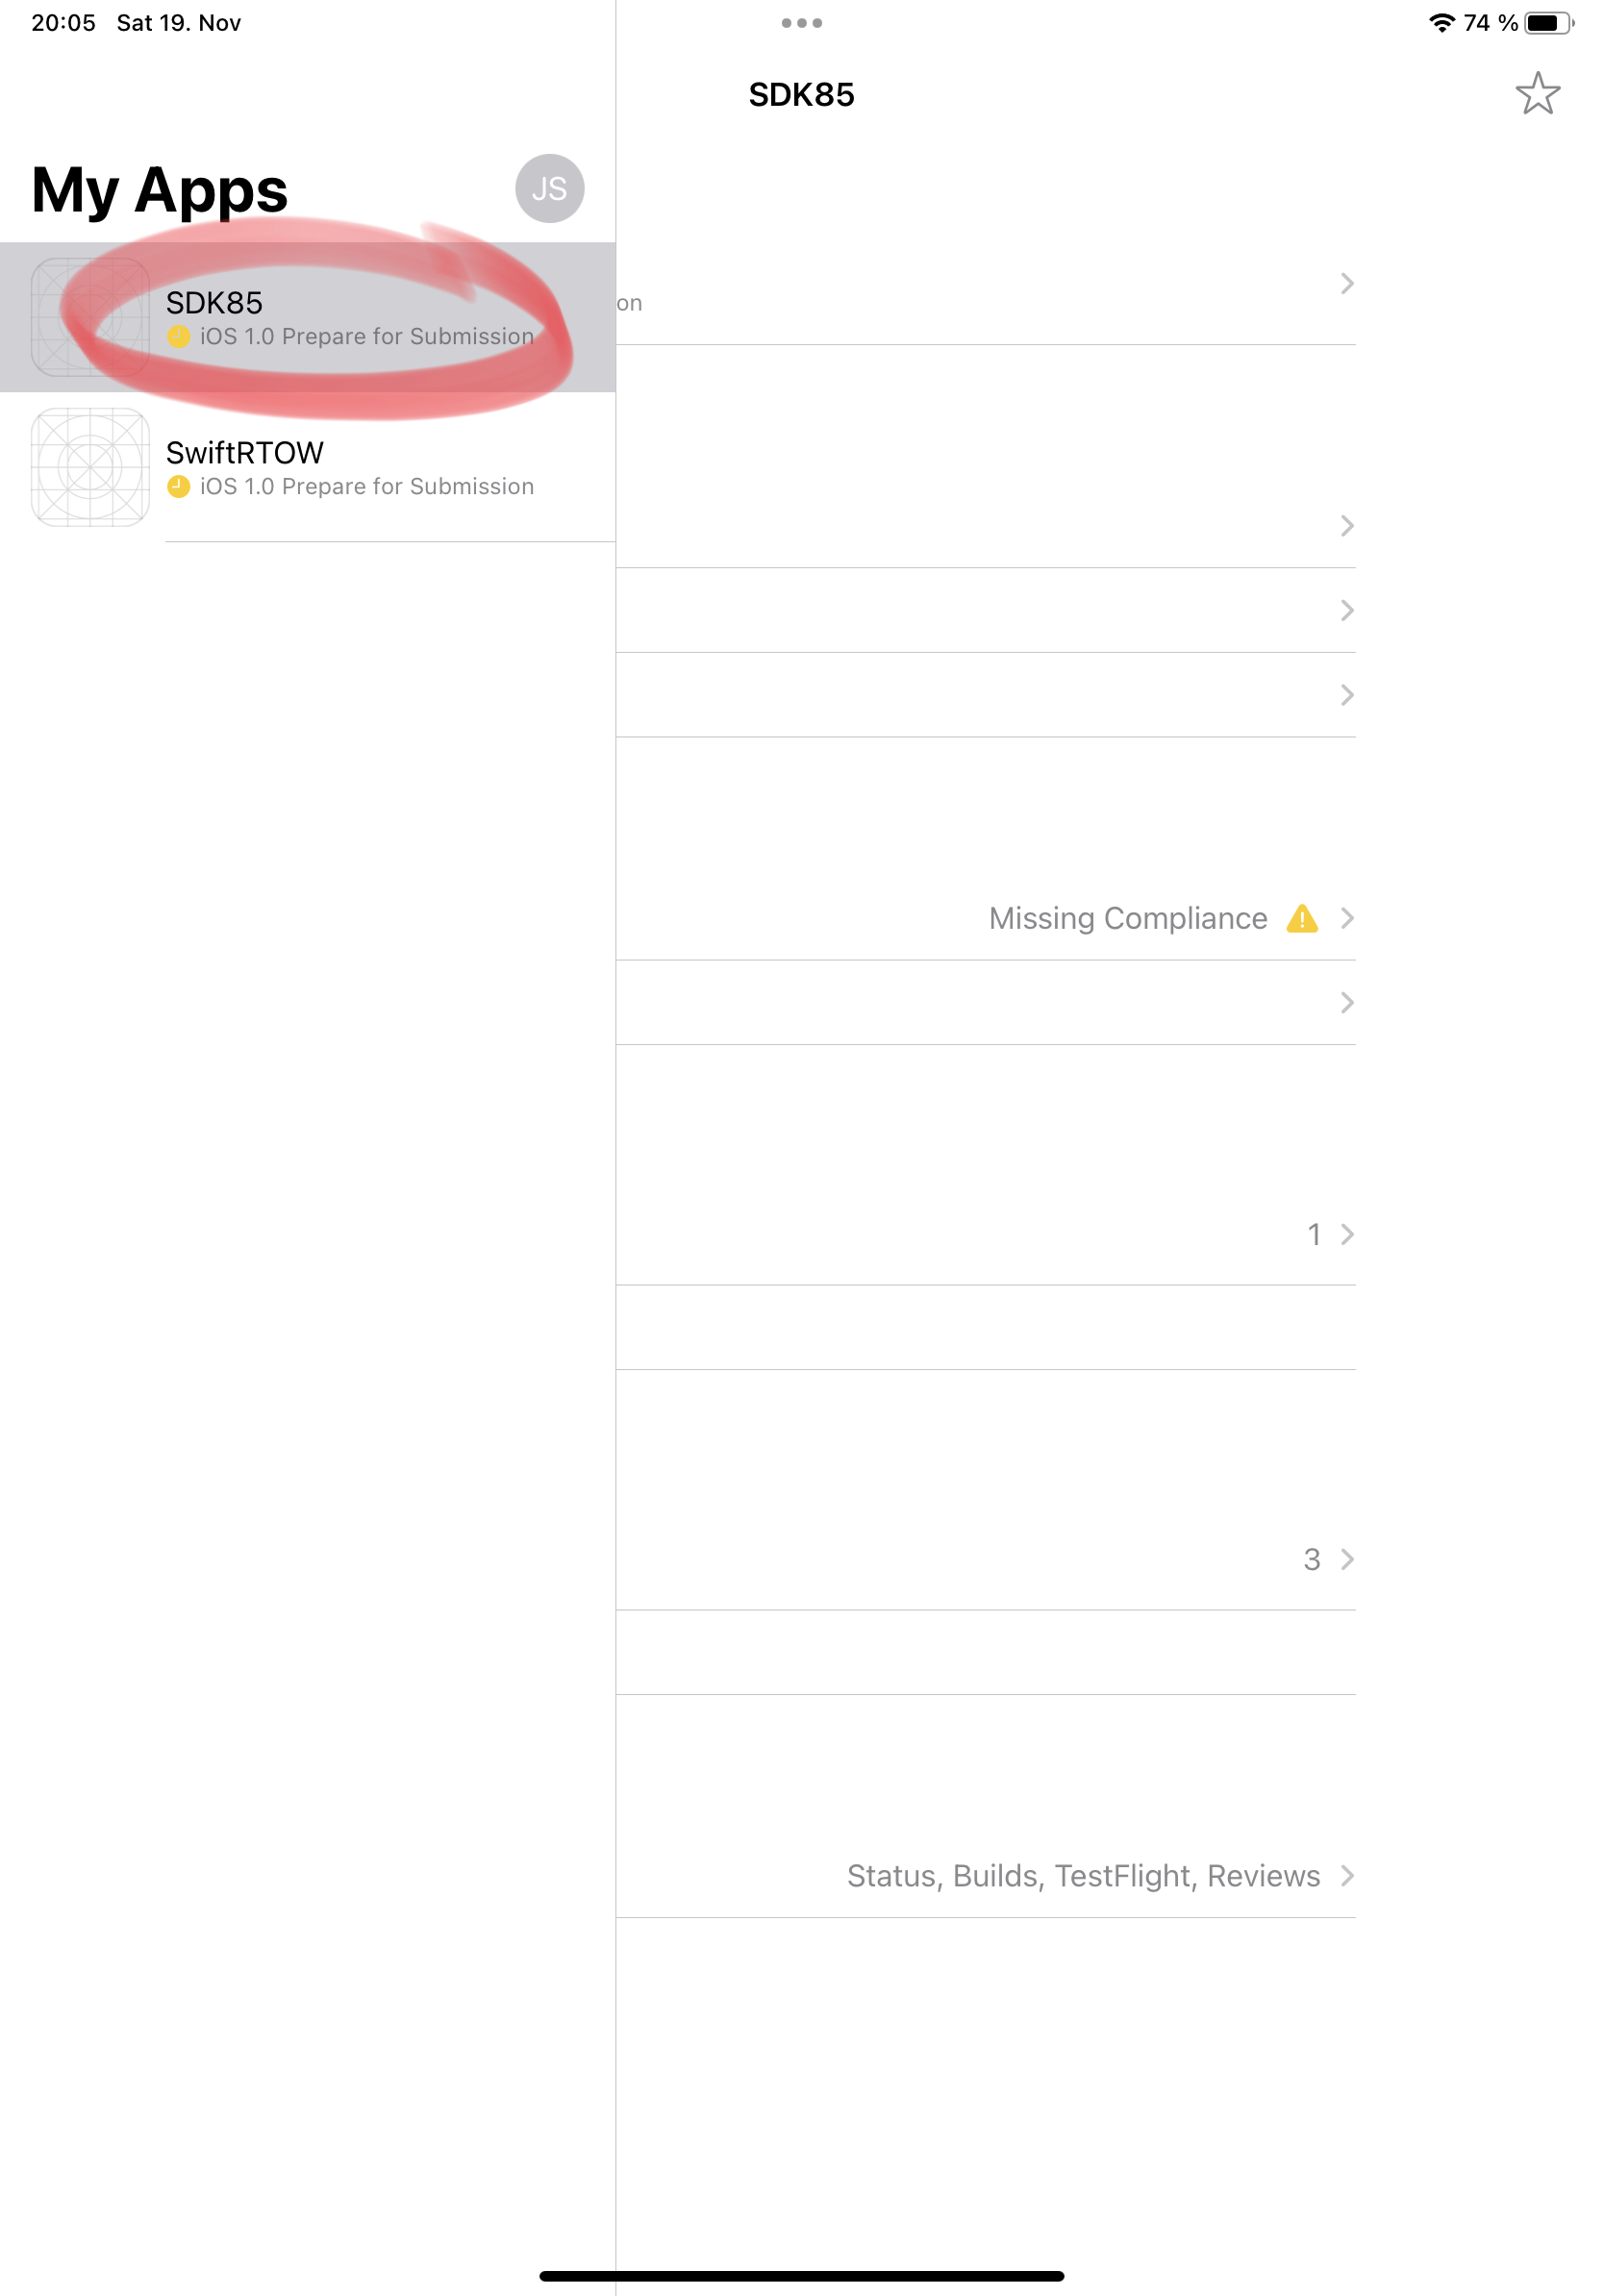 20:05 Sat 19. Nov
74 %
SDK85
My Apps
JS
SDK85
iOS 1.0 Prepare for Submission
on
SwiftRTOW
iOS 1.0 Prepare for Submission
Missing Compliance
1
3
Status, Builds, TestFlight, Reviews